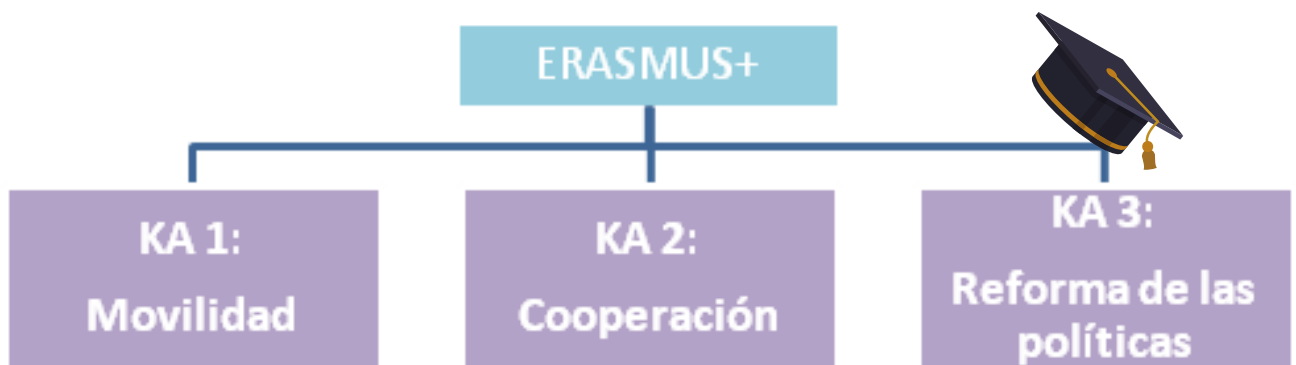 ERASMUS+
KA 1:
Movilidad
KA 2:
Cooperación
KA 3:
Reforma de las
políticas